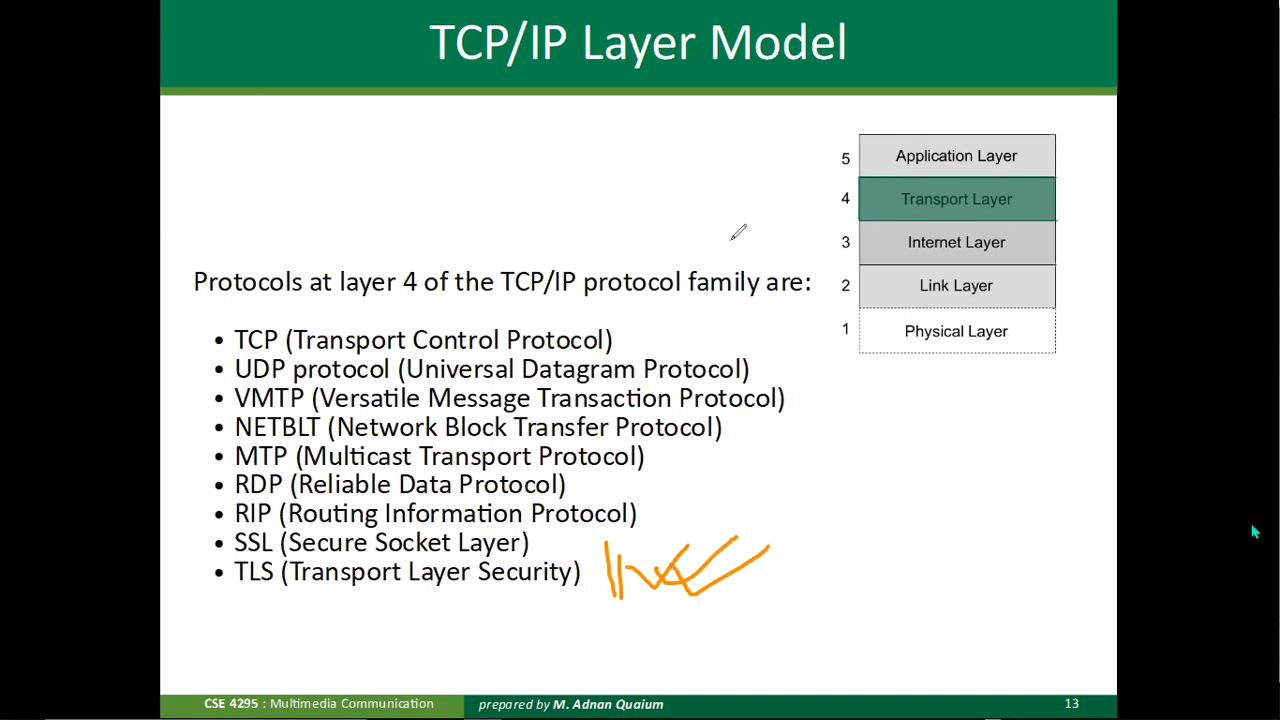 TCP/IP Layer Model
5 Application Layer
4 Transport Layer
3 Internet Layer
2 Link Layer
1 Physical Layer
Protocols at layer 4 of the TCP/IP protocol family are:
• TCP (Transport Control Protocol)
• UDP protocol (Universal Datagram Protocol)
• VMTP (Versatile Message Transaction Protocol)
• NETBLT (Network Block Transfer Protocol)
• MTP (Multicast Transport Protocol)
• RDP (Reliable Data Protocol)
• RIP (Routing Information Protocol)
• SSL (Secure Socket Layer)
• TLS (Transport Layer Security)
CSE 4295 : Multimedia Communication prepared by M. Adnan Quaium 13